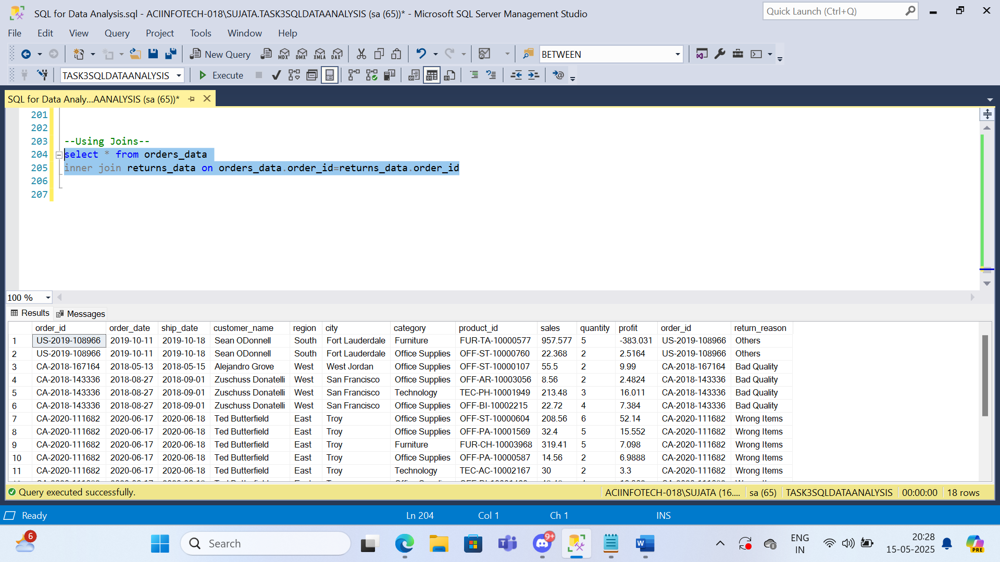 SQL for Data Analysis.sql - ACIINFOTECH-018\SUJATA.TASK3SQLDATAANALYSIS (sa (65))* - Microsoft SQL Server Management Studio
Quick Launch (Ctrl+Q)
File Edit View Query Project Tools Window Help
New Query MDX DMX XMLA DAX BETWEEN
TASK3SQLDATAANALYSIS Execute
SQL for Data Analy...AANALYSIS (sa (65))*
201
202
203 --Using Joins--
204 select * from orders_data
205 inner join returns_data on orders_data.order_id=returns_data.order_id
206
207
100 %
Results Messages
order_id order_date ship_date customer_name region city category product_id sales quantity profit order_id return_reason
1 US-2019-108966 2019-10-11 2019-10-18 Sean ODonnell South Fort Lauderdale Furniture FUR-TA-10000577 957.577 5 -383.031 US-2019-108966 Others
2 US-2019-108966 2019-10-11 2019-10-18 Sean ODonnell South Fort Lauderdale Office Supplies OFF-ST-10000760 22.368 2 2.5164 US-2019-108966 Others
3 CA-2018-167164 2018-05-13 2018-05-15 Alejandro Grove West West Jordan Office Supplies OFF-ST-10000107 55.5 2 9.99 CA-2018-167164 Bad Quality
4 CA-2018-143336 2018-08-27 2018-09-01 Zuschuss Donatelli West San Francisco Office Supplies OFF-AR-10003056 8.56 2 2.4824 CA-2018-143336 Bad Quality
5 CA-2018-143336 2018-08-27 2018-09-01 Zuschuss Donatelli West San Francisco Technology TEC-PH-10001949 213.48 3 16.011 CA-2018-143336 Bad Quality
6 CA-2018-143336 2018-08-27 2018-09-01 Zuschuss Donatelli West San Francisco Office Supplies OFF-BI-10002215 22.72 4 7.384 CA-2018-143336 Bad Quality
7 CA-2020-111682 2020-06-17 2020-06-18 Ted Butterfield East Troy Office Supplies OFF-ST-10000604 208.56 6 52.14 CA-2020-111682 Wrong Items
8 CA-2020-111682 2020-06-17 2020-06-18 Ted Butterfield East Troy Office Supplies OFF-PA-10001569 32.4 5 15.552 CA-2020-111682 Wrong Items
9 CA-2020-111682 2020-06-17 2020-06-18 Ted Butterfield East Troy Furniture FUR-CH-10003968 319.41 5 7.098 CA-2020-111682 Wrong Items
10 CA-2020-111682 2020-06-17 2020-06-18 Ted Butterfield East Troy Office Supplies OFF-PA-10000587 14.56 2 6.9888 CA-2020-111682 Wrong Items
11 CA-2020-111682 2020-06-17 2020-06-18 Ted Butterfield East Troy Technology TEC-AC-10002167 30 2 3.3 CA-2020-111682 Wrong Items
Query executed successfully. ACIINFOTECH-018\SUJATA (16.... sa (65) TASK3SQLDATAANALYSIS 00:00:00 18 rows
Ready Ln 204 Col 1 Ch 1 INS
6 Search 9+ ENG IN 20:28 15-05-2025 PRE